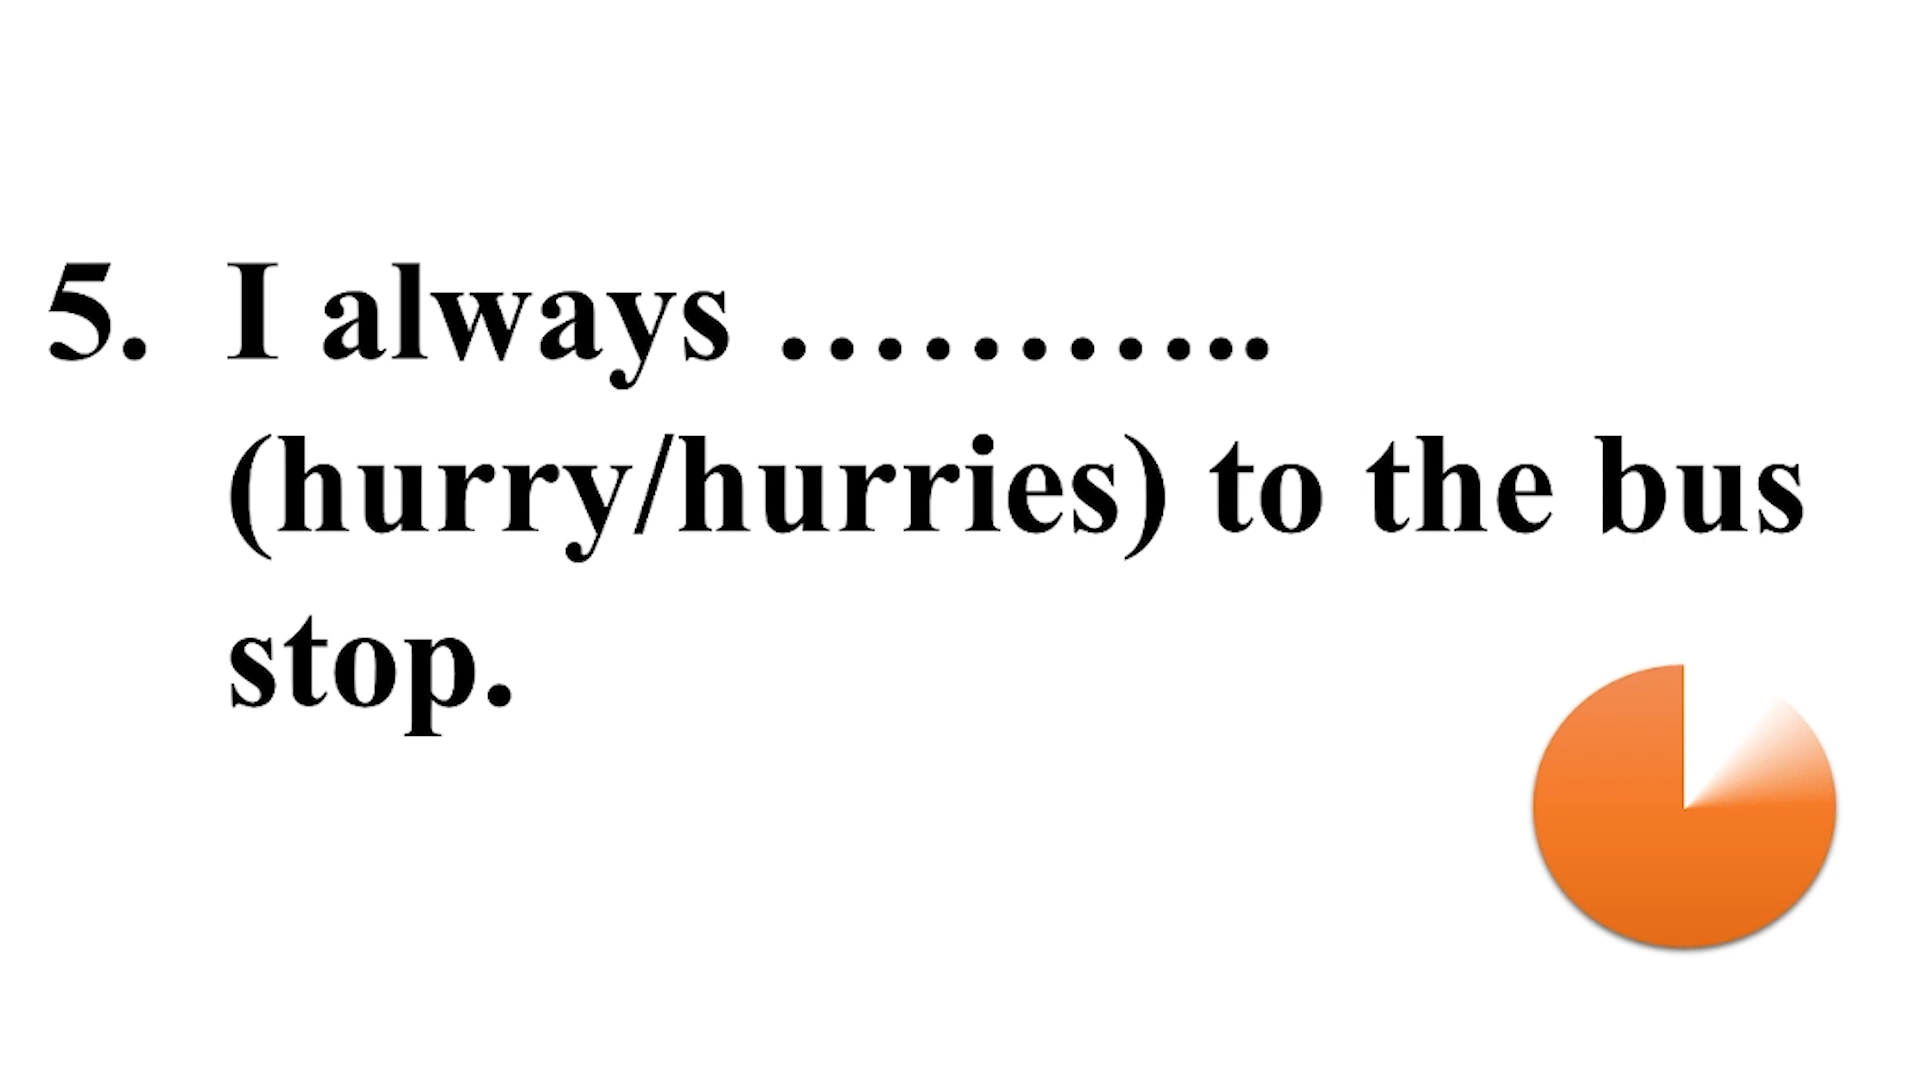 5. I always ………...
(hurry/hurries) to the bus
stop.